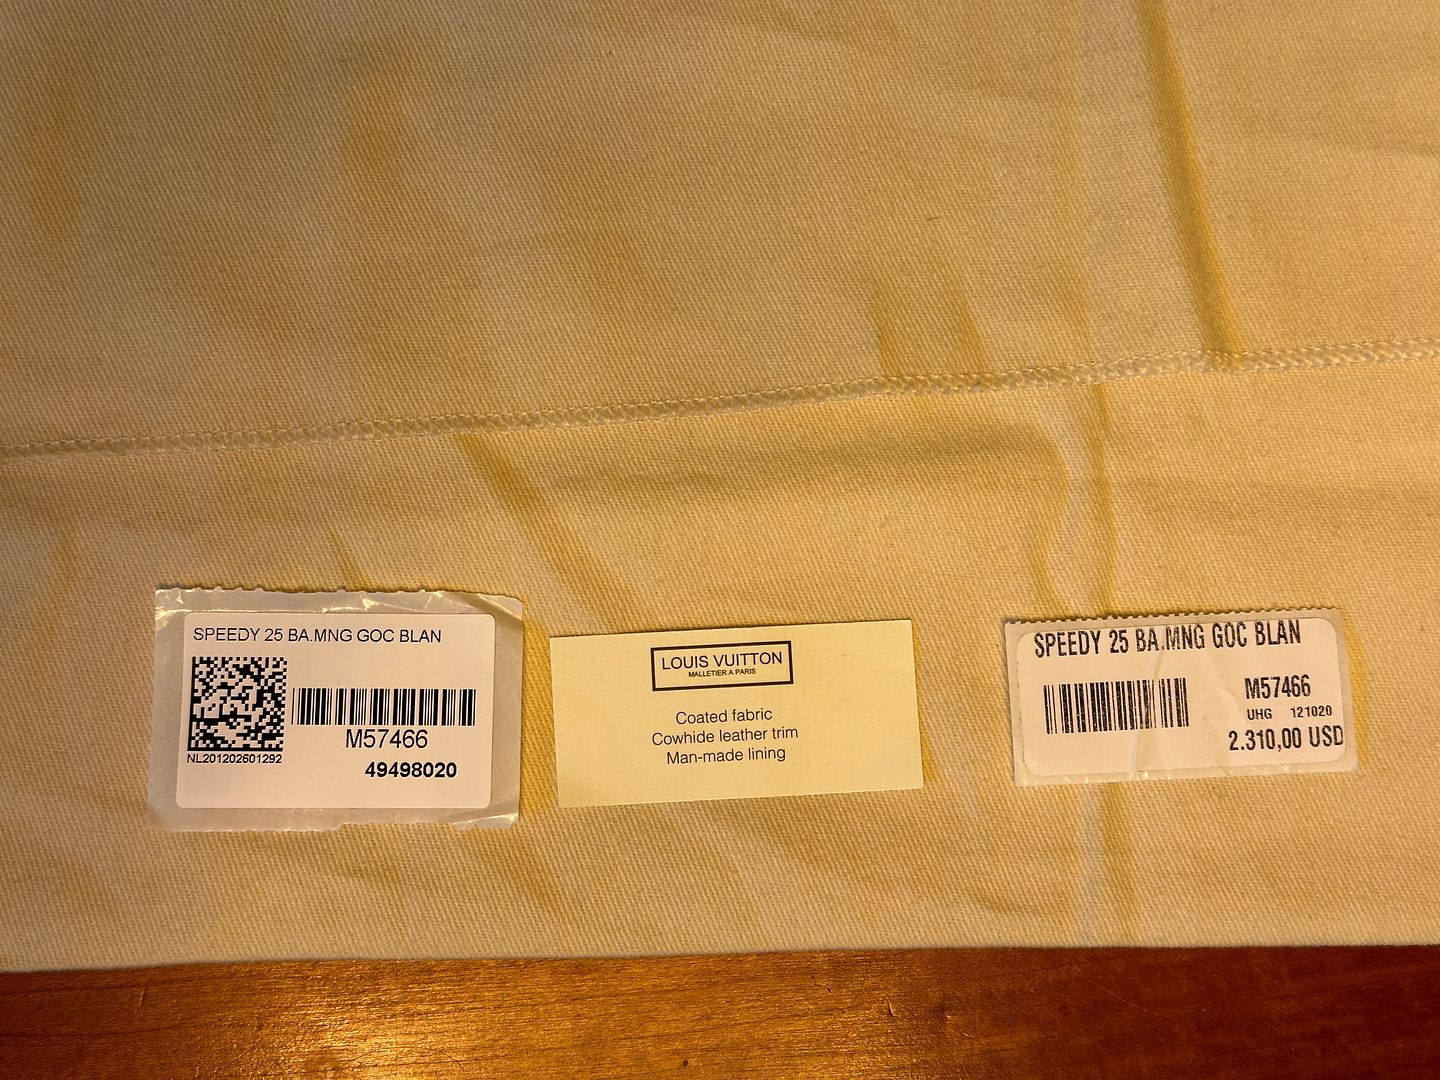 SPEEDY 25 BA.MNG GOC BLAN
M57466
NL201202601292
49498020
LOUIS VUITTON
MALLETIER A PARIS
Coated fabric
Cowhide leather trim
Man-made lining
SPEEDY 25 BA.MNG GOC BLAN
M57466
UHG 121020
2.310,00 USD